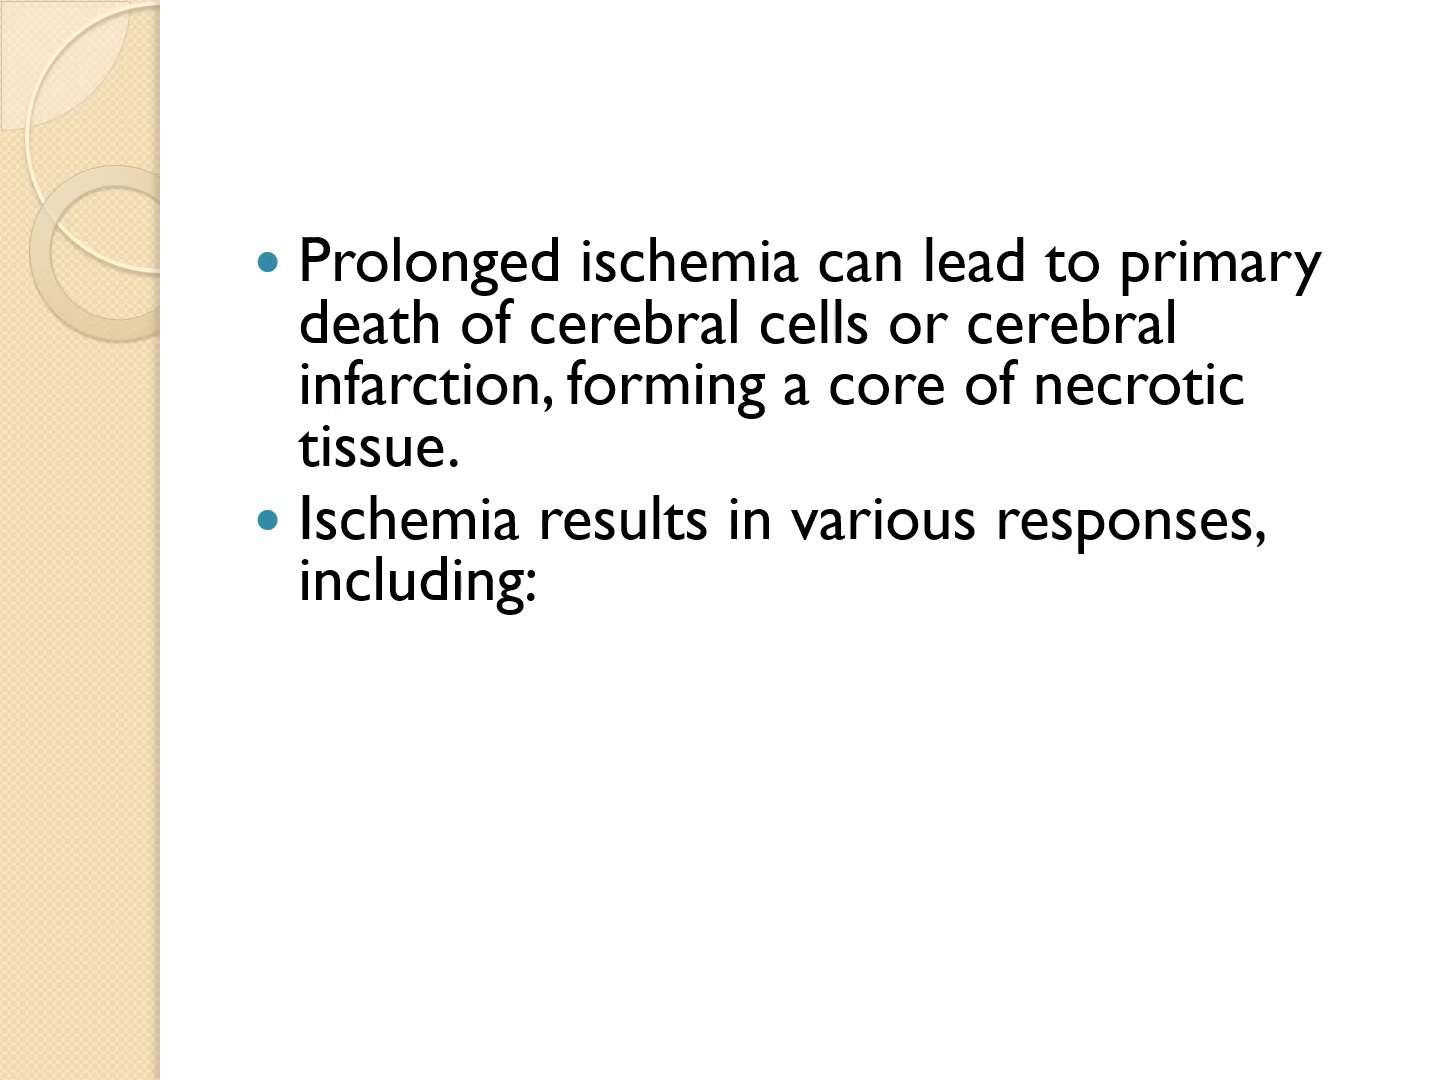 • Prolonged ischemia can lead to primary
death of cerebral cells or cerebral
infarction, forming a core of necrotic
tissue.
• Ischemia results in various responses,
including: